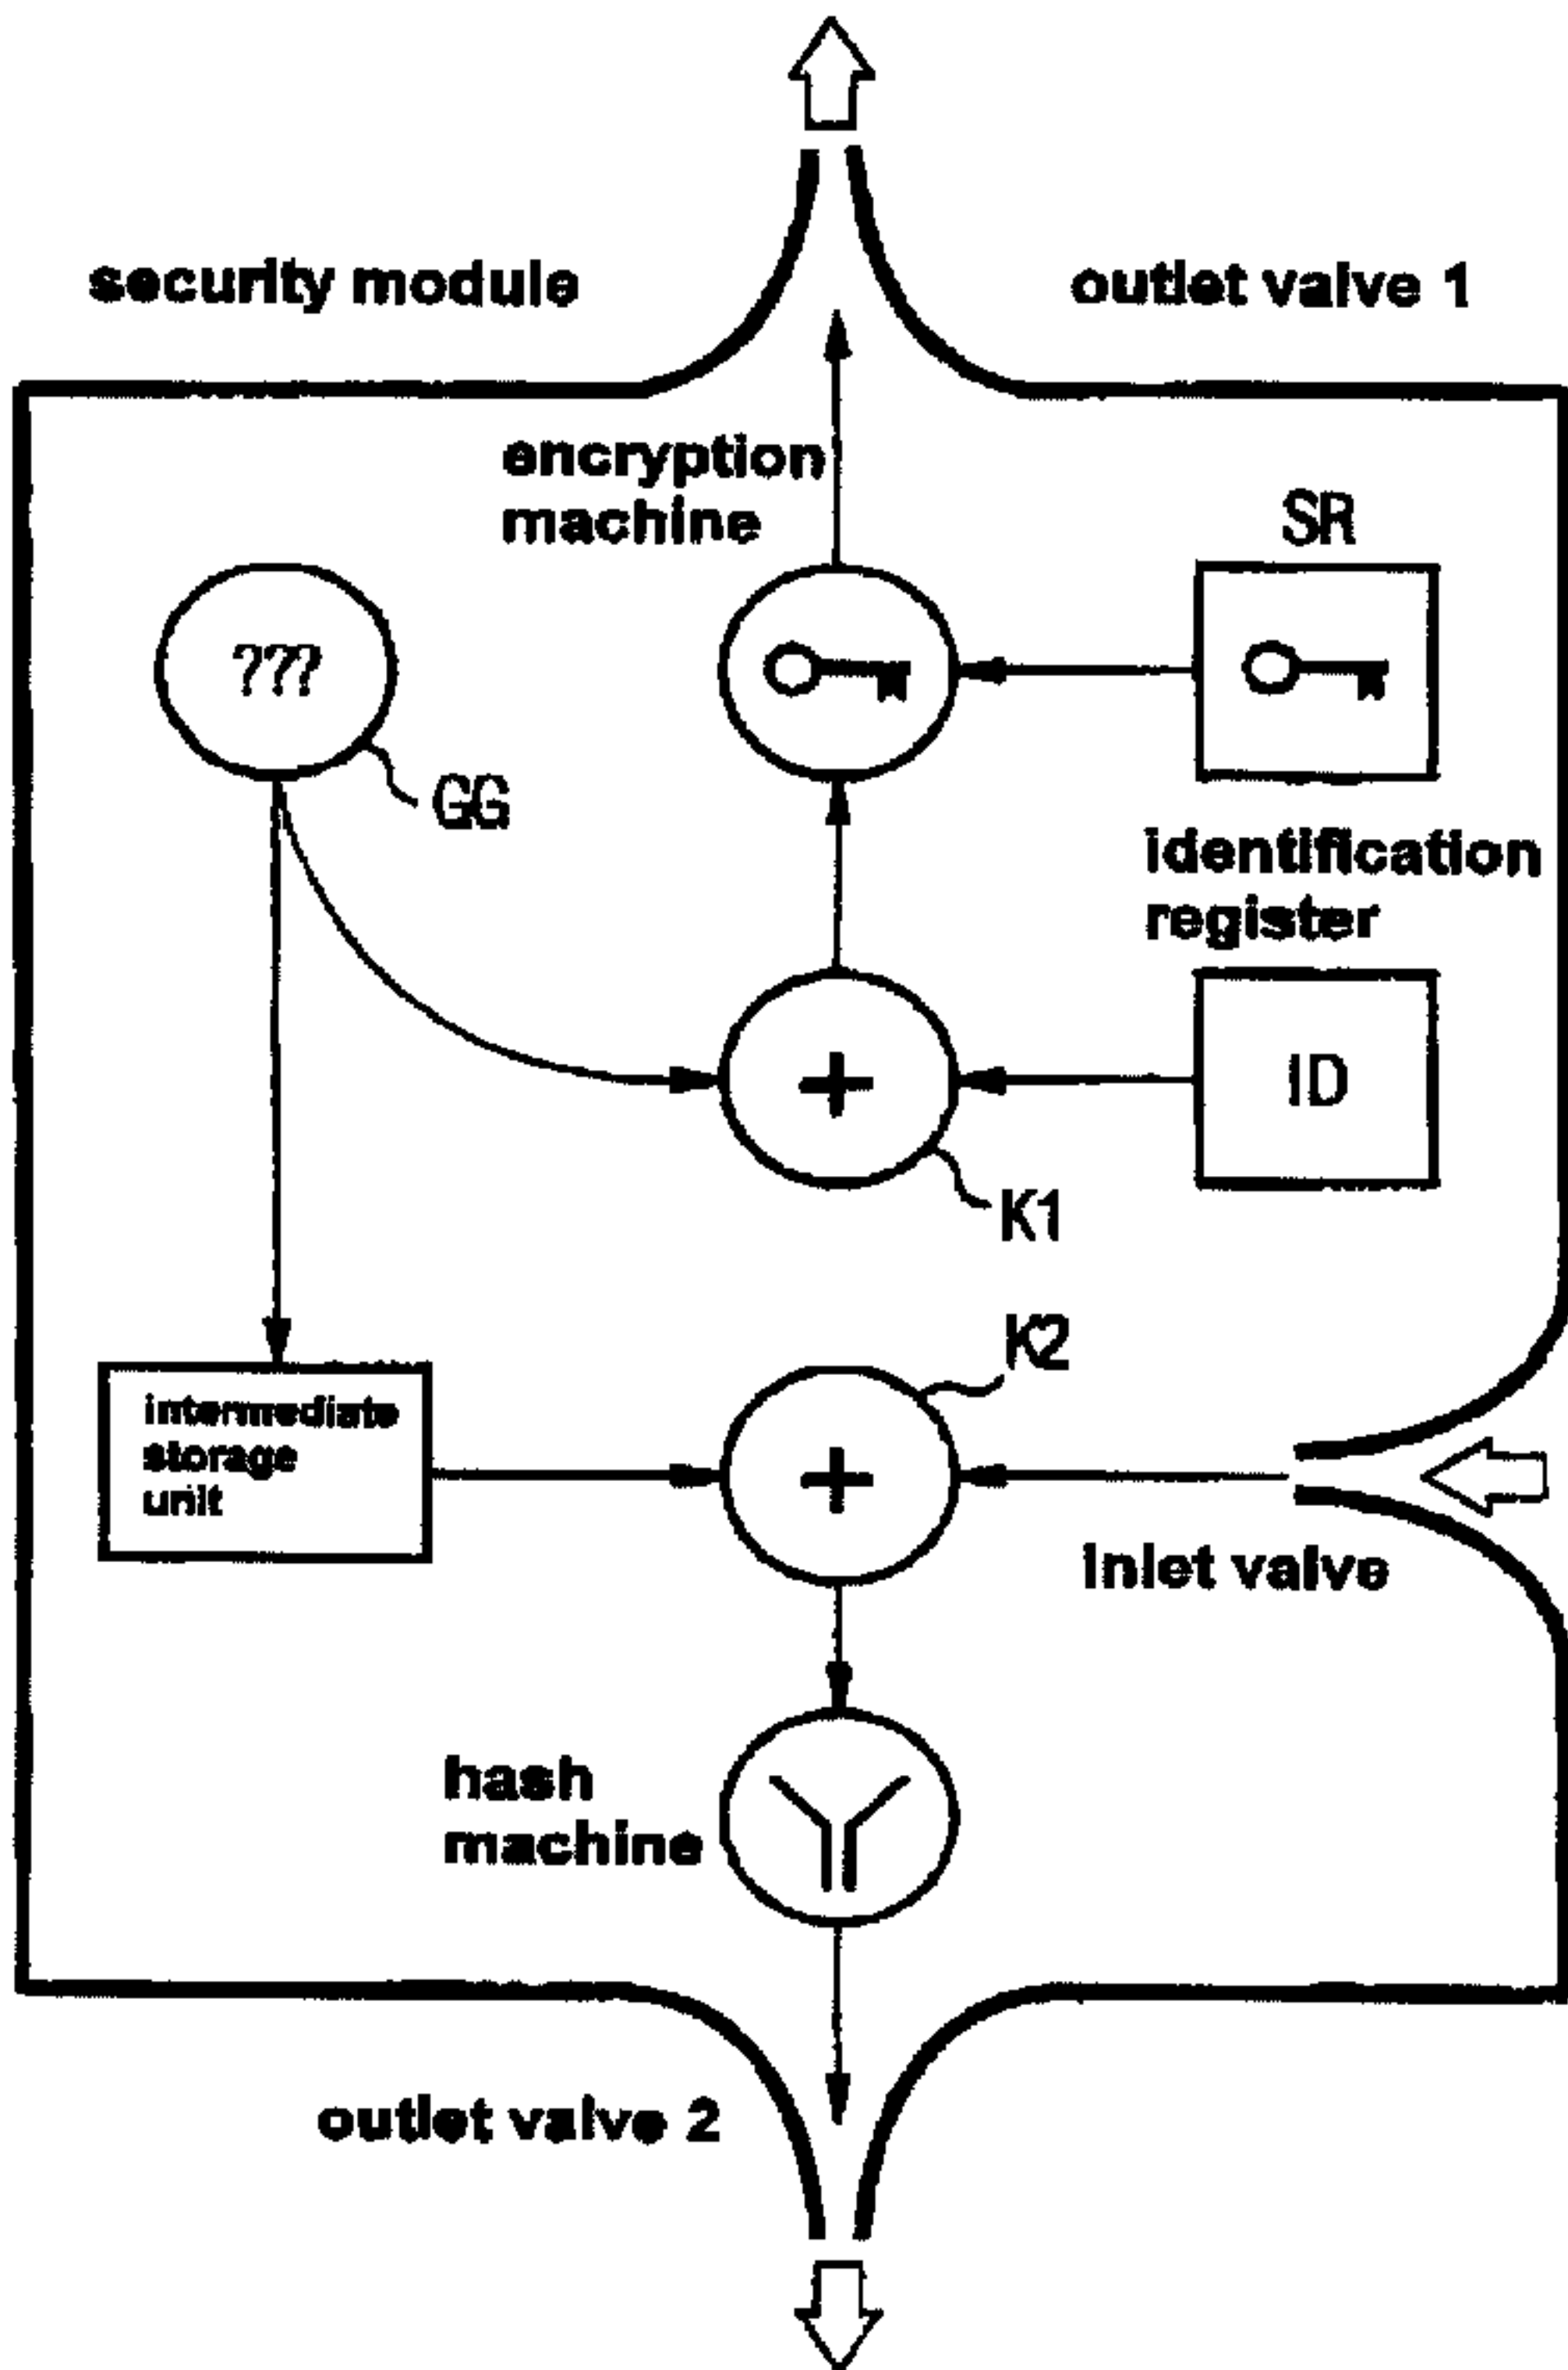 security module
outlet valve 1
encryption
machine
SR
???
GG
identification
register
+
ID
K1
K2
intermediate
storage
unit
+
inlet valve
hash
machine
outlet valve 2